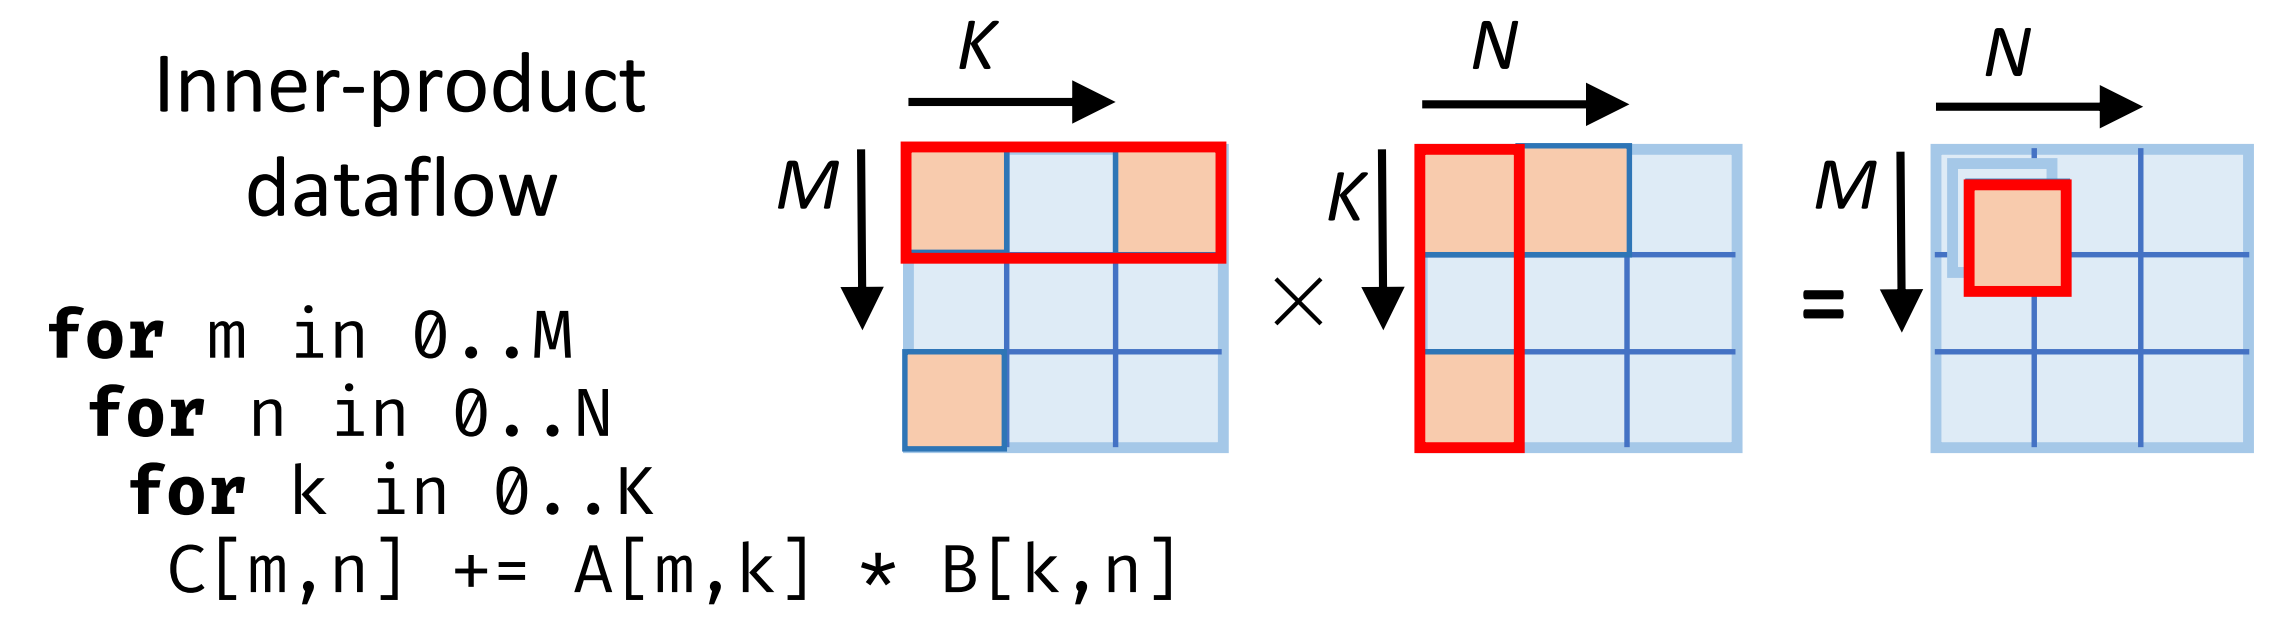 Inner-product
dataflow
for m in 0..M
for n in 0..N
for k in 0..K
C[m,n] += A[m,k] * B[k,n]
K
M
×
N
K
=
N
M